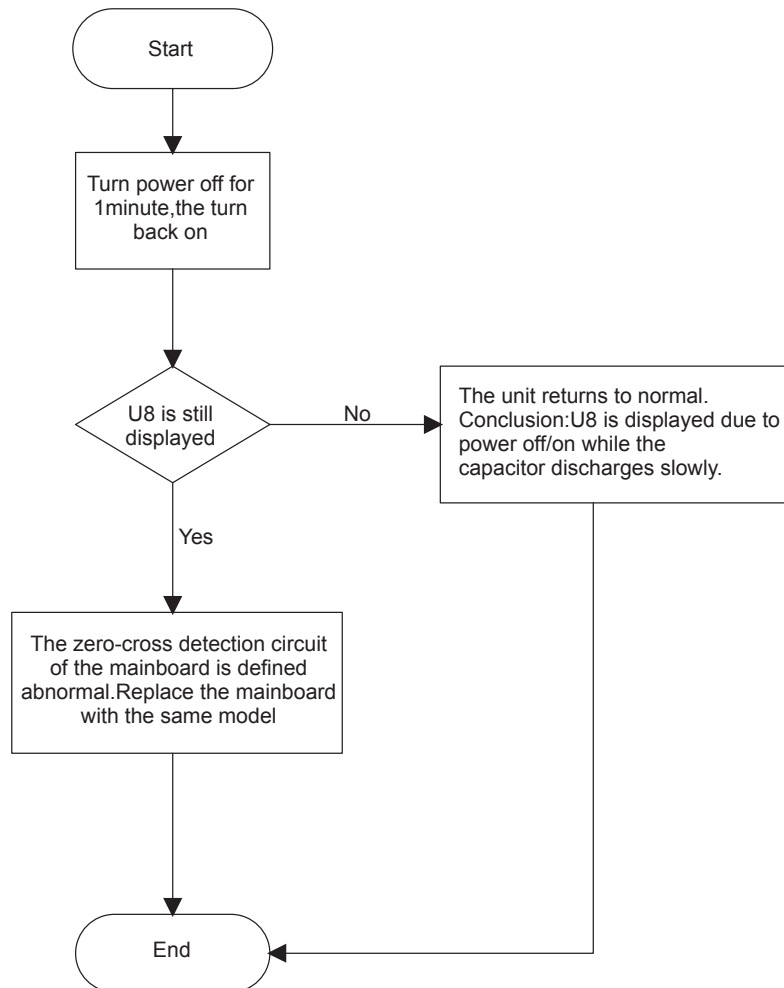 Start
Turn power off for
1minute,the turn
back on
U8 is still
displayed
No
The unit returns to normal.
Conclusion:U8 is displayed due to
power off/on while the
capacitor discharges slowly.
Yes
The zero-cross detection circuit
of the mainboard is defined
abnormal.Replace the mainboard
with the same model
End